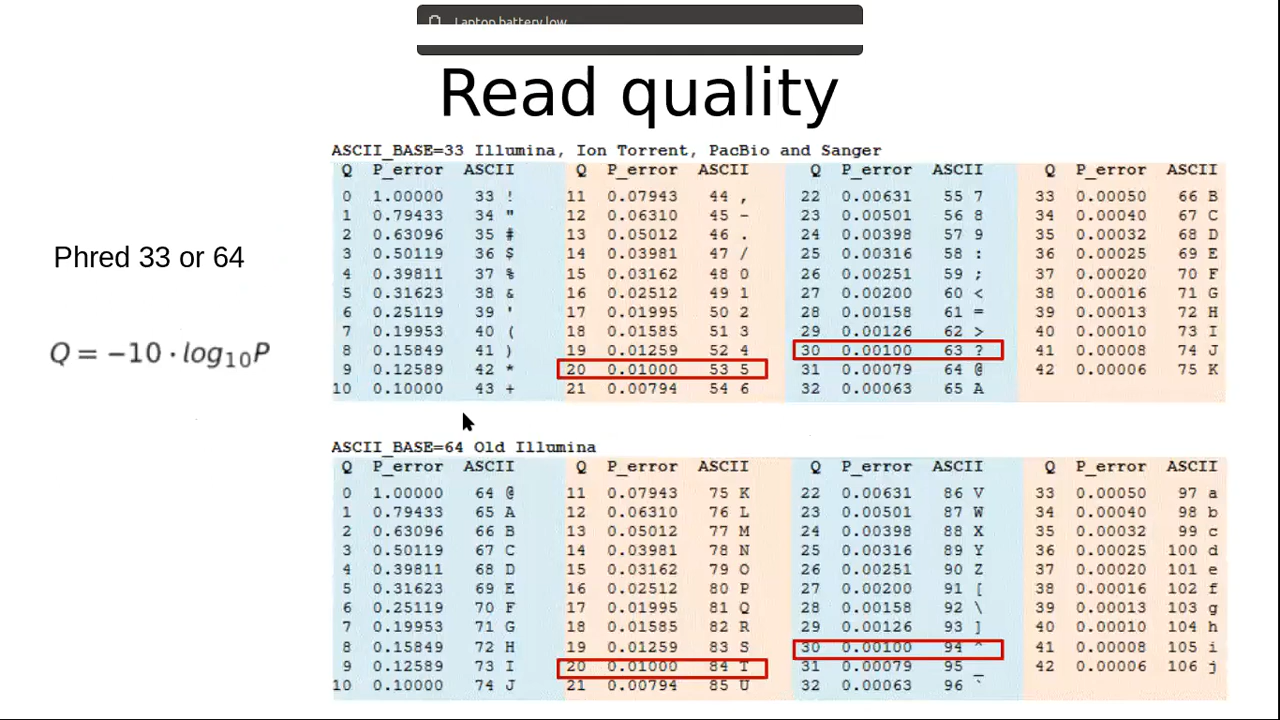 Laptop battery low
Read quality
Phred 33 or 64
Q = −10 · log₁₀P
ASCII_BASE=33 Illumina, Ion Torrent, PacBio and Sanger
Q P_error ASCII Q P_error ASCII Q P_error ASCII Q P_error ASCII
0 1.00000 33 ! 11 0.07943 44 , 22 0.00631 55 7 33 0.00050 66 B
1 0.79433 34 " 12 0.06310 45 - 23 0.00501 56 8 34 0.00040 67 C
2 0.63096 35 # 13 0.05012 46 . 24 0.00398 57 9 35 0.00032 68 D
3 0.50119 36 $ 14 0.03981 47 / 25 0.00316 58 : 36 0.00025 69 E
4 0.39811 37 % 15 0.03162 48 0 26 0.00251 59 ; 37 0.00020 70 F
5 0.31623 38 & 16 0.02512 49 1 27 0.00200 60 < 38 0.00016 71 G
6 0.25119 39 ' 17 0.01995 50 2 28 0.00158 61 = 39 0.00013 72 H
7 0.19953 40 ( 18 0.01585 51 3 29 0.00126 62 > 40 0.00010 73 I
8 0.15849 41 ) 19 0.01259 52 4 30 0.00100 63 ? 41 0.00008 74 J
9 0.12589 42 * 20 0.01000 53 5 31 0.00079 64 @ 42 0.00006 75 K
10 0.10000 43 + 21 0.00794 54 6 32 0.00063 65 A
ASCII_BASE=64 Old Illumina
Q P_error ASCII Q P_error ASCII Q P_error ASCII Q P_error ASCII
0 1.00000 64 @ 11 0.07943 75 K 22 0.00631 86 V 33 0.00050 97 a
1 0.79433 65 A 12 0.06310 76 L 23 0.00501 87 W 34 0.00040 98 b
2 0.63096 66 B 13 0.05012 77 M 24 0.00398 88 X 35 0.00032 99 c
3 0.50119 67 C 14 0.03981 78 N 25 0.00316 89 Y 36 0.00025 100 d
4 0.39811 68 D 15 0.03162 79 O 26 0.00251 90 Z 37 0.00020 101 e
5 0.31623 69 E 16 0.02512 80 P 27 0.00200 91 [ 38 0.00016 102 f
6 0.25119 70 F 17 0.01995 81 Q 28 0.00158 92 \ 39 0.00013 103 g
7 0.19953 71 G 18 0.01585 82 R 29 0.00126 93 ] 40 0.00010 104 h
8 0.15849 72 H 19 0.01259 83 S 30 0.00100 94 ^ 41 0.00008 105 i
9 0.12589 73 I 20 0.01000 84 T 31 0.00079 95 _ 42 0.00006 106 j
10 0.10000 74 J 21 0.00794 85 U 32 0.00063 96 `